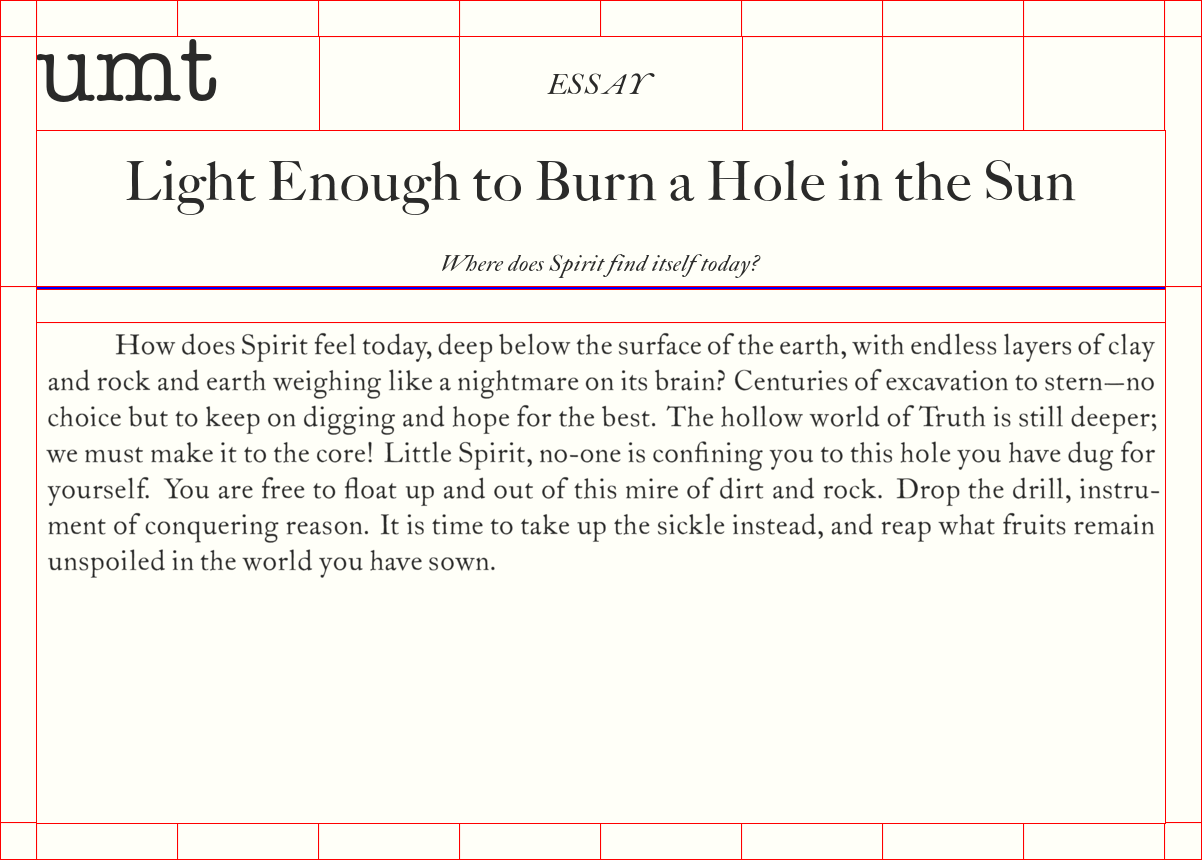 umt
ESSAY
Light Enough to Burn a Hole in the Sun
Where does Spirit find itself today?
How does Spirit feel today, deep below the surface of the earth, with endless layers of clay
and rock and earth weighing like a nightmare on its brain? Centuries of excavation to stern—no
choice but to keep on digging and hope for the best. The hollow world of Truth is still deeper;
we must make it to the core! Little Spirit, no-one is confining you to this hole you have dug for
yourself. You are free to float up and out of this mire of dirt and rock. Drop the drill, instru-
ment of conquering reason. It is time to take up the sickle instead, and reap what fruits remain
unspoiled in the world you have sown.